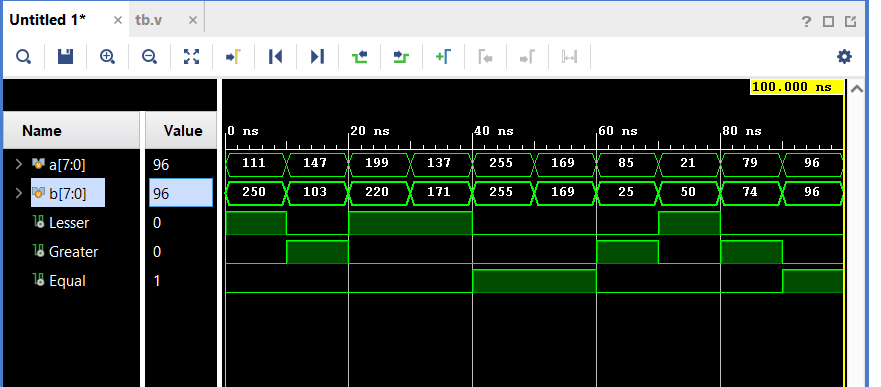 Untitled 1* × tb.v ×
?
100.000 ns
Name Value
0 ns 20 ns 40 ns 60 ns 80 ns
a[7:0] 96 111 147 199 137 255 169 85 21 79 96
b[7:0] 96 250 103 220 171 255 169 25 50 74 96
Lesser 0
Greater 0
Equal 1